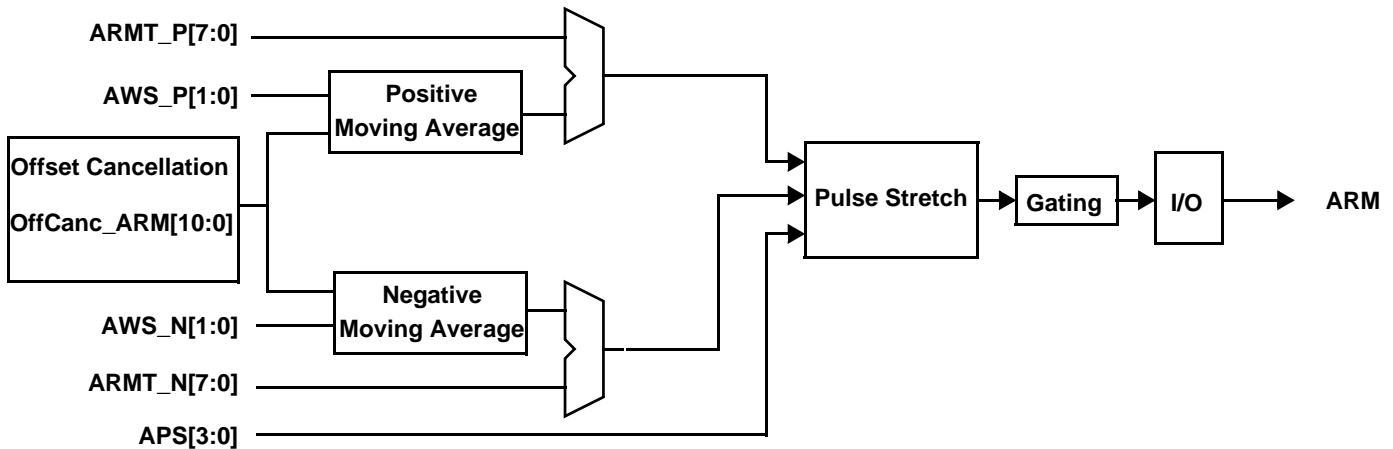 ARMT_P[7:0]
AWS_P[1:0]
Positive
Moving Average
Offset Cancellation
OffCanc_ARM[10:0]
Pulse Stretch
Gating
I/O
ARM
Negative
Moving Average
AWS_N[1:0]
ARMT_N[7:0]
APS[3:0]